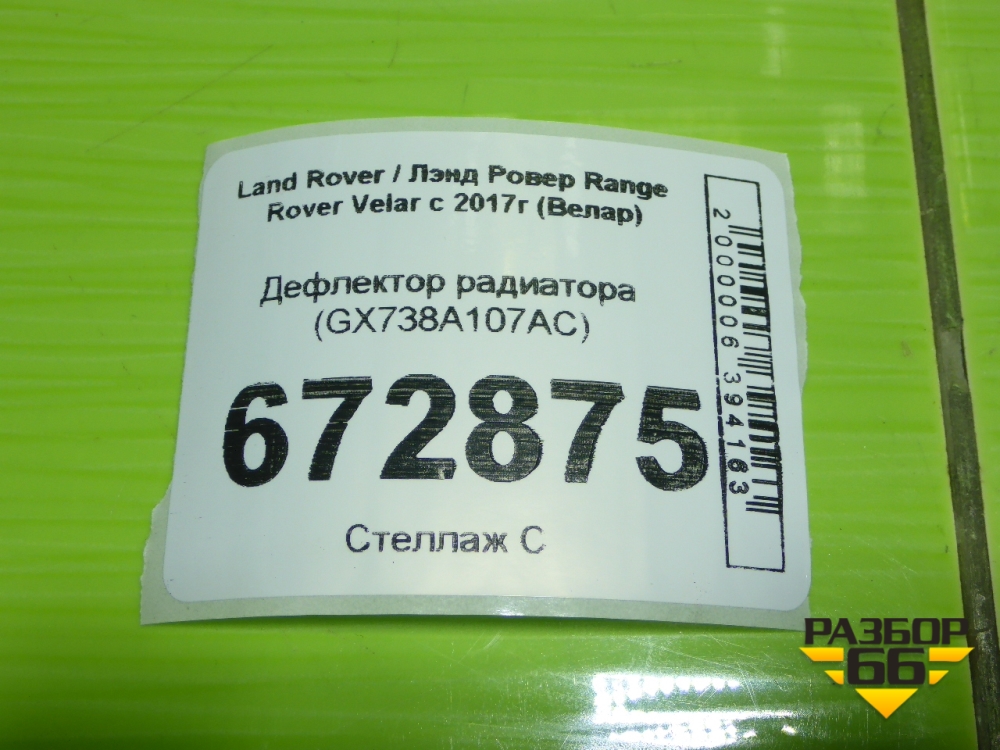 Land Rover / Лэнд Ровер Range
Rover Velar с 2017г (Велар)
Дефлектор радиатора
(GX738A107AC)
672875
Стеллаж С
2000006394163
РАЗБОР
66